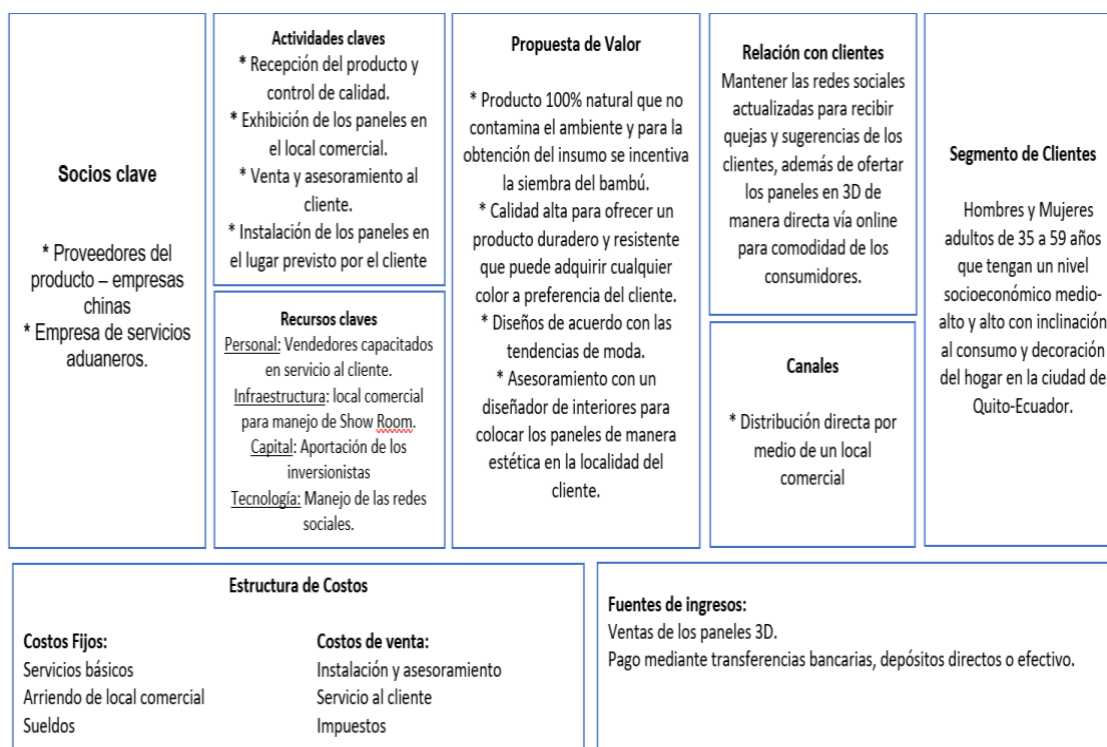 Socios clave
* Proveedores del
producto – empresas
chinas
* Empresa de servicios
aduaneros.
Actividades claves
* Recepción del producto y
control de calidad.
* Exhibición de los paneles en
el local comercial.
* Venta y asesoramiento al
cliente.
* Instalación de los paneles en
el lugar previsto por el cliente
Recursos claves
Personal: Vendedores capacitados
en servicio al cliente.
Infraestructura: local comercial
para manejo de Show Room.
Capital: Aportación de los
inversionistas
Tecnología: Manejo de las redes
sociales.
Propuesta de Valor
* Producto 100% natural que no
contamina el ambiente y para la
obtención del insumo se incentiva
la siembra del bambú.
* Calidad alta para ofrecer un
producto duradero y resistente
que puede adquirir cualquier
color a preferencia del cliente.
* Diseños de acuerdo con las
tendencias de moda.
* Asesoramiento con un
diseñador de interiores para
colocar los paneles de manera
estética en la localidad del
cliente.
Relación con clientes
Mantener las redes sociales
actualizadas para recibir
quejas y sugerencias de los
clientes, además de ofertar
los paneles en 3D de
manera directa vía online
para comodidad de los
consumidores.
Canales
* Distribución directa por
medio de un local
comercial
Segmento de Clientes
Hombres y Mujeres
adultos de 35 a 59 años
que tengan un nivel
socioeconómico medio-
alto y alto con inclinación
al consumo y decoración
del hogar en la ciudad de
Quito-Ecuador.
Estructura de Costos
Costos Fijos:
Servicios básicos
Arriendo de local comercial
Sueldos
Costos de venta:
Instalación y asesoramiento
Servicio al cliente
Impuestos
Fuentes de ingresos:
Ventas de los paneles 3D.
Pago mediante transferencias bancarias, depósitos directos o efectivo.